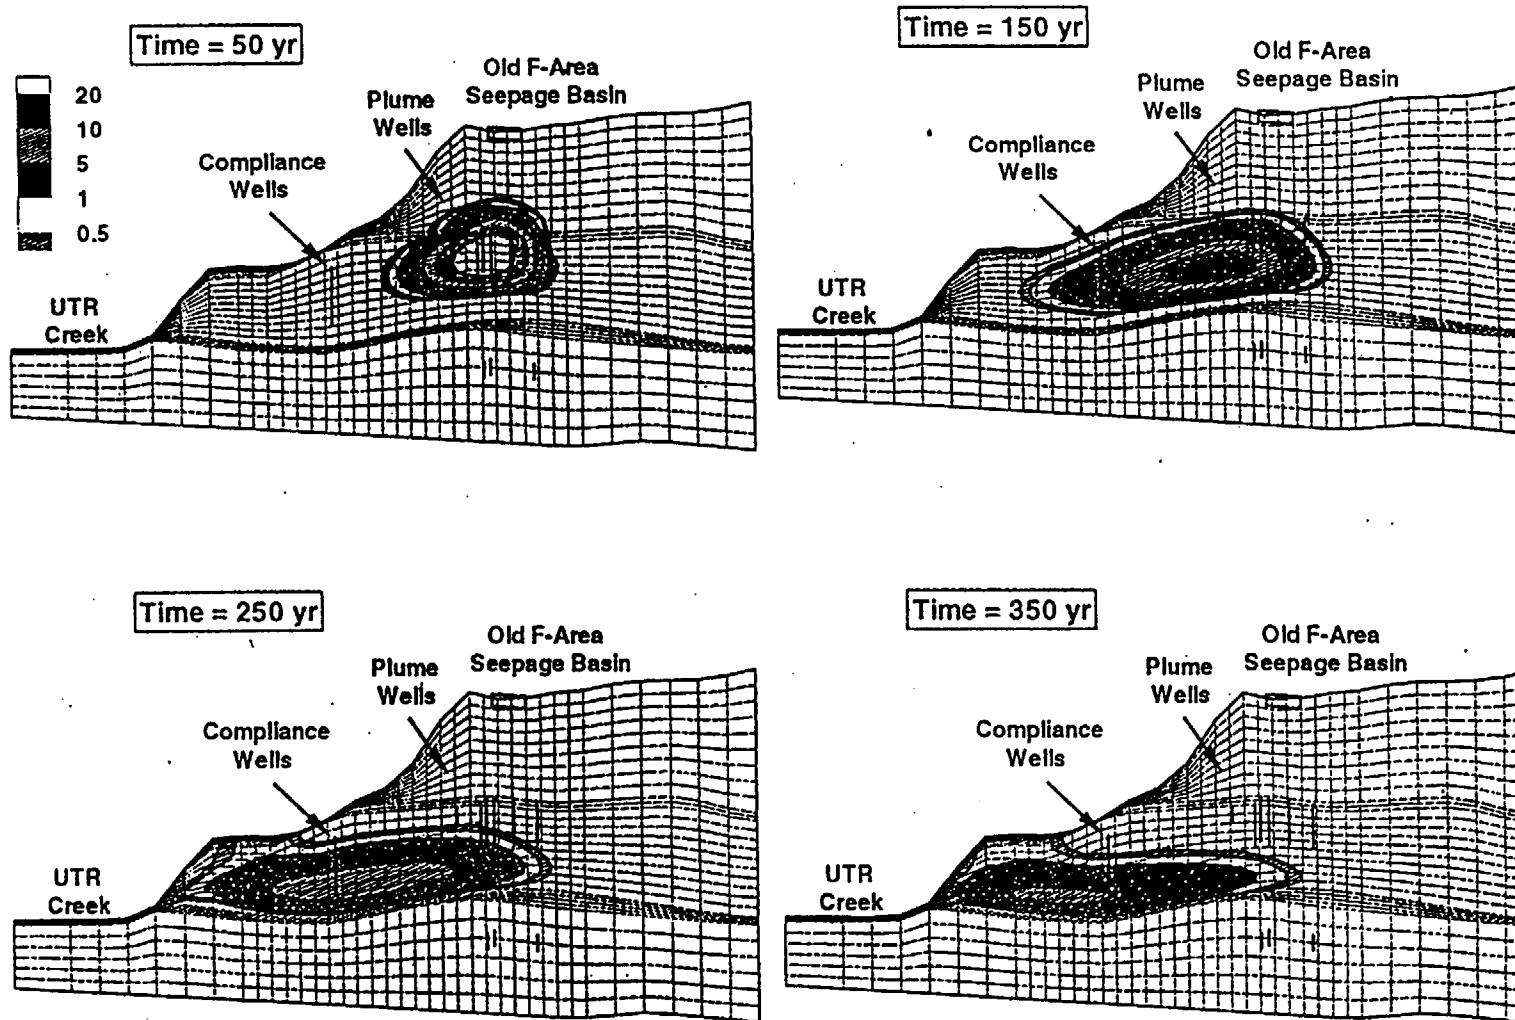 Time = 50 yr
20
10
5
1
0.5
Old F-Area
Seepage Basin
Plume
Wells
Compliance
Wells
UTR
Creek
Time = 150 yr
Old F-Area
Seepage Basin
Plume
Wells
Compliance
Wells
UTR
Creek
Time = 250 yr
Old F-Area
Seepage Basin
Plume
Wells
Compliance
Wells
UTR
Creek
Time = 350 yr
Old F-Area
Seepage Basin
Plume
Wells
Compliance
Wells
UTR
Creek